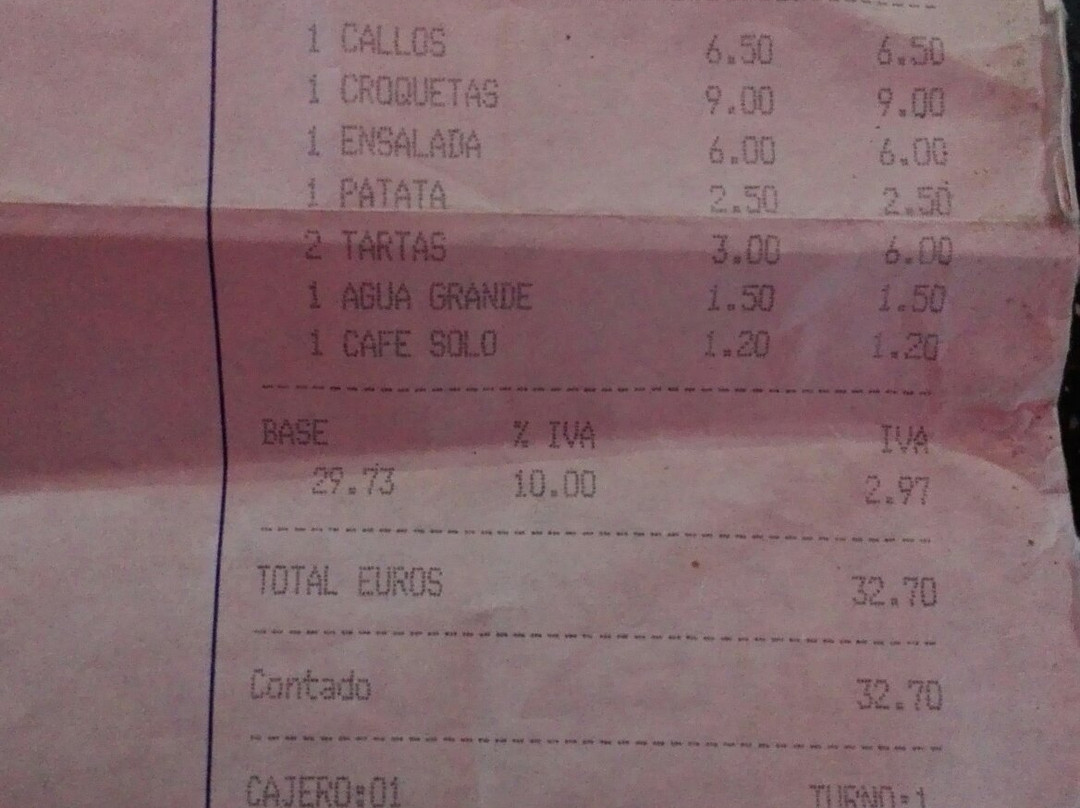 1 CALLOS 6.50 6.50
1 CROQUETAS 9.00 9.00
1 ENSALADA 6.00 6.00
1 PATATA 2.50 2.50
2 TARTAS 3.00 6.00
1 AGUA GRANDE 1.50 1.50
1 CAFE SOLO 1.20 1.20
BASE % IVA IVA
29.73 10.00 2.97
TOTAL EUROS 32.70
Contado 32.70
CAJERO:01 TURNO:1